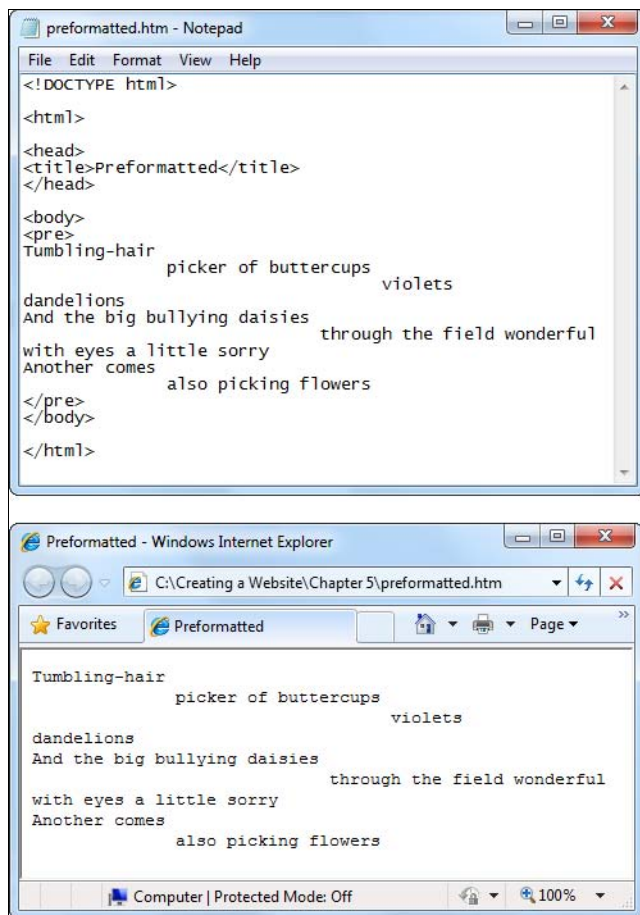 preformatted.htm - Notepad
File Edit Format View Help
<!DOCTYPE html>
<html>
<head>
<title>Preformatted</title>
</head>
<body>
<pre>
Tumbling-hair
picker of buttercups
violets
dandelions
And the big bullying daisies
through the field wonderful
with eyes a little sorry
Another comes
also picking flowers
</pre>
</body>
</html>
Preformatted - Windows Internet Explorer
C:\Creating a Website\Chapter 5\preformatted.htm
Favorites Preformatted Page
Tumbling-hair
picker of buttercups
violets
dandelions
And the big bullying daisies
through the field wonderful
with eyes a little sorry
Another comes
also picking flowers
Computer | Protected Mode: Off 100%